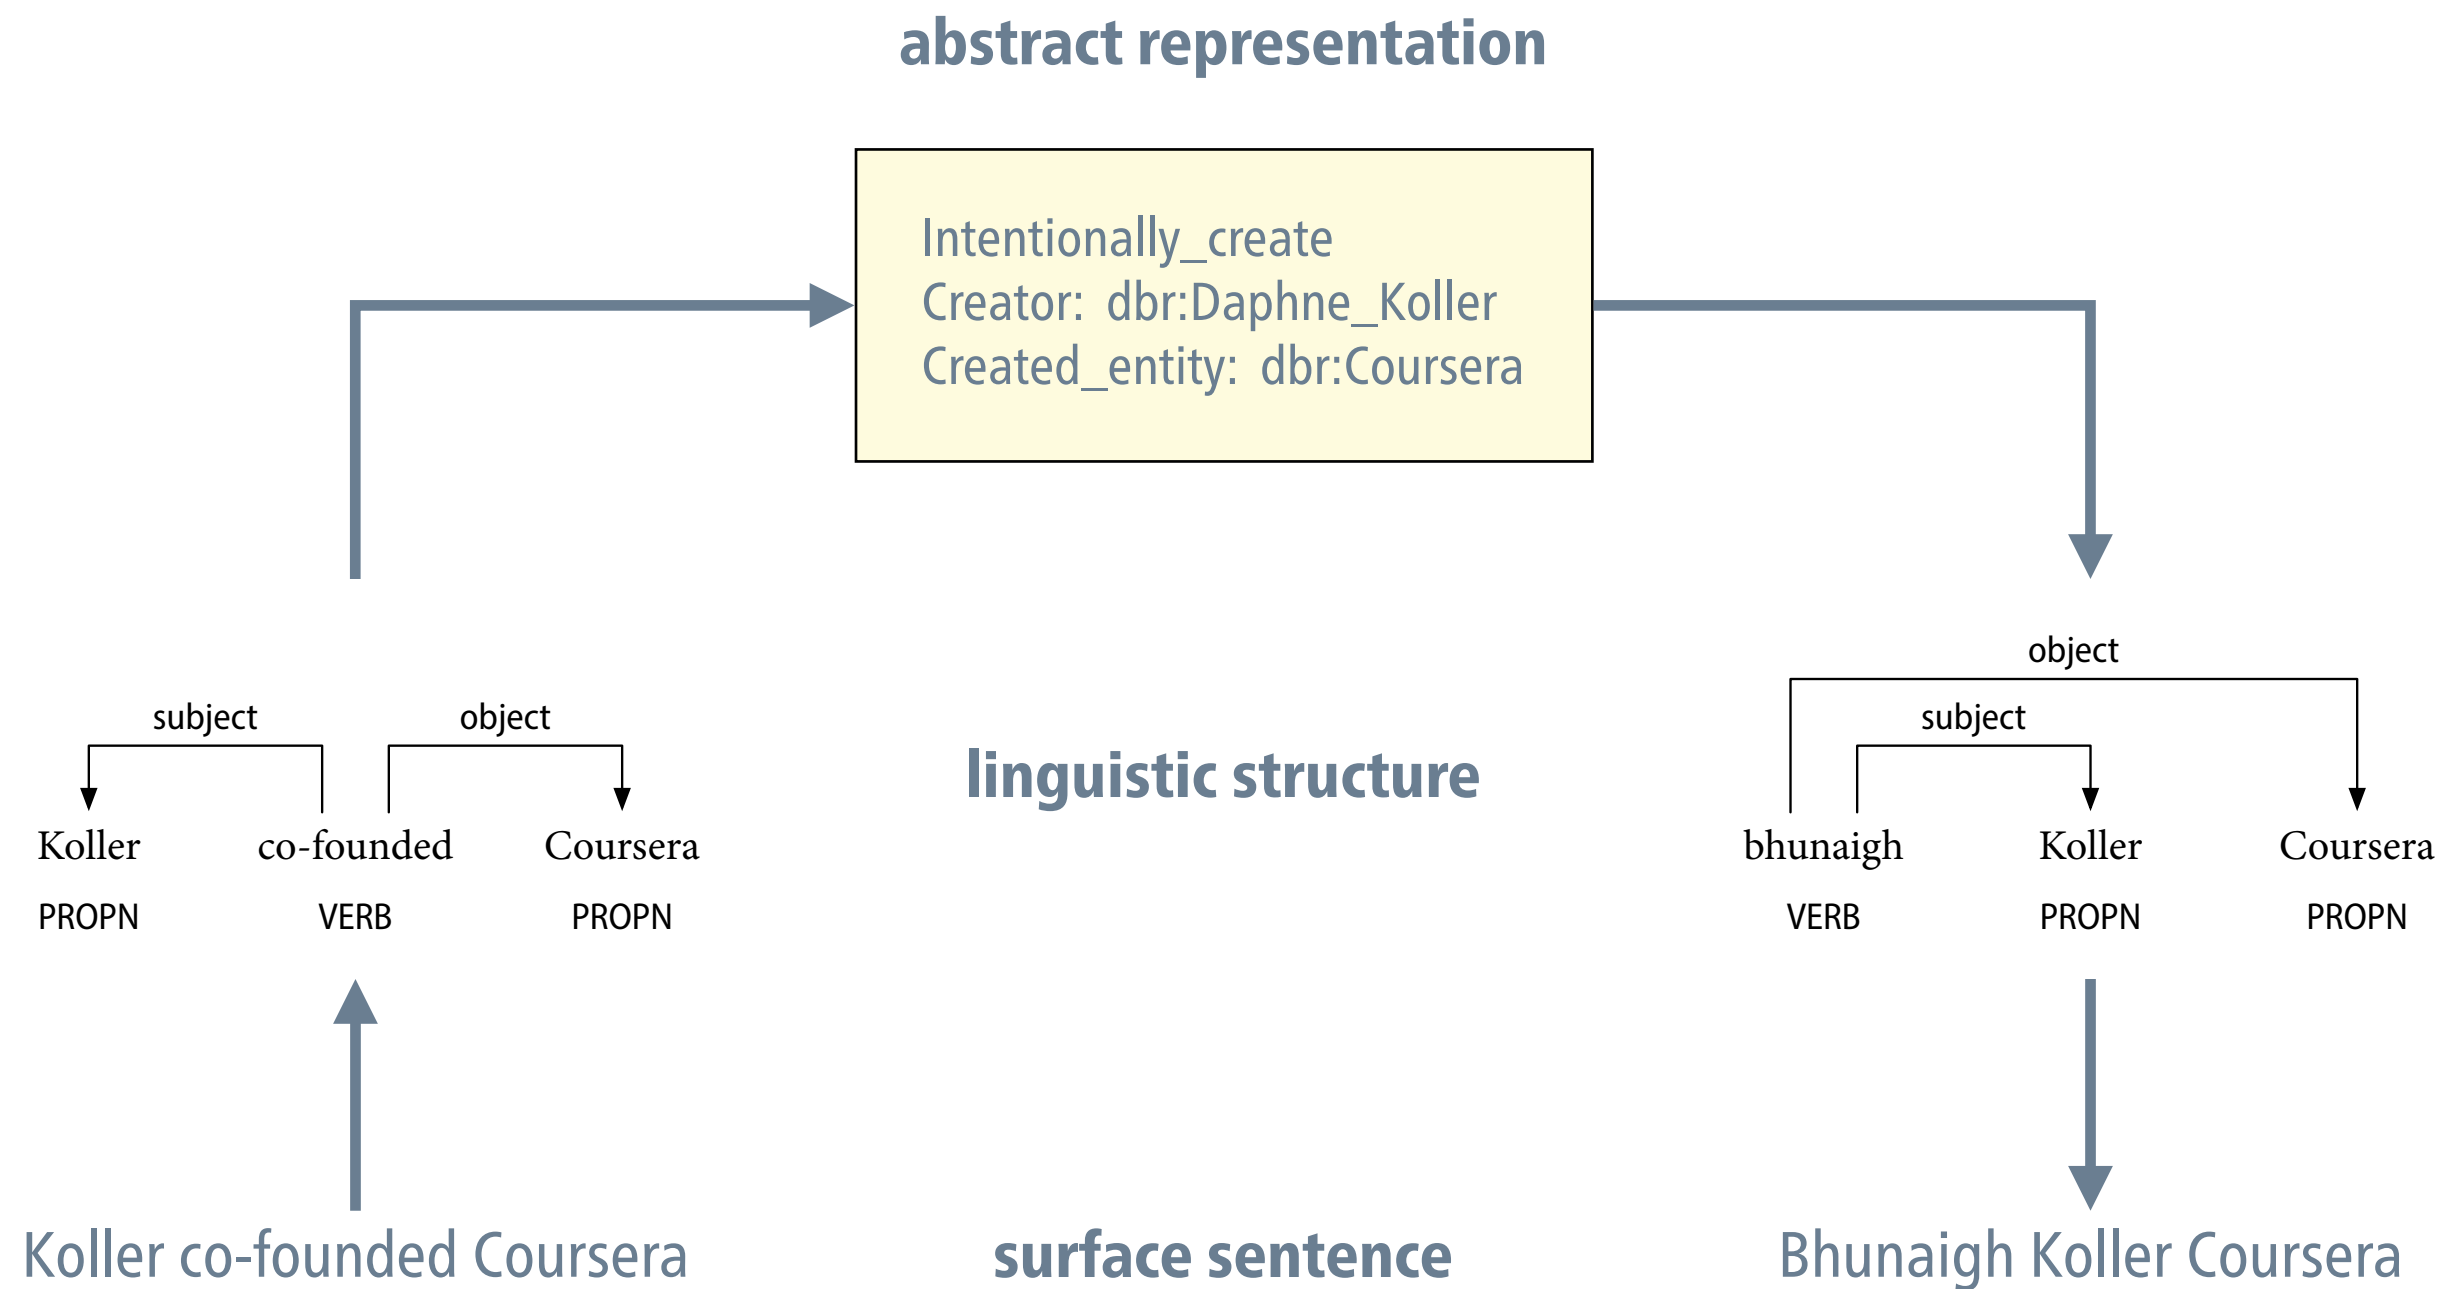 abstract representation
Intentionally_create
Creator: dbr:Daphne_Koller
Created_entity: dbr:Coursera
object
subject object
subject
linguistic structure
Koller co-founded Coursera
bhunaigh Koller Coursera
PROPN VERB PROPN
VERB PROPN PROPN
Koller co-founded Coursera
surface sentence
Bhunaigh Koller Coursera